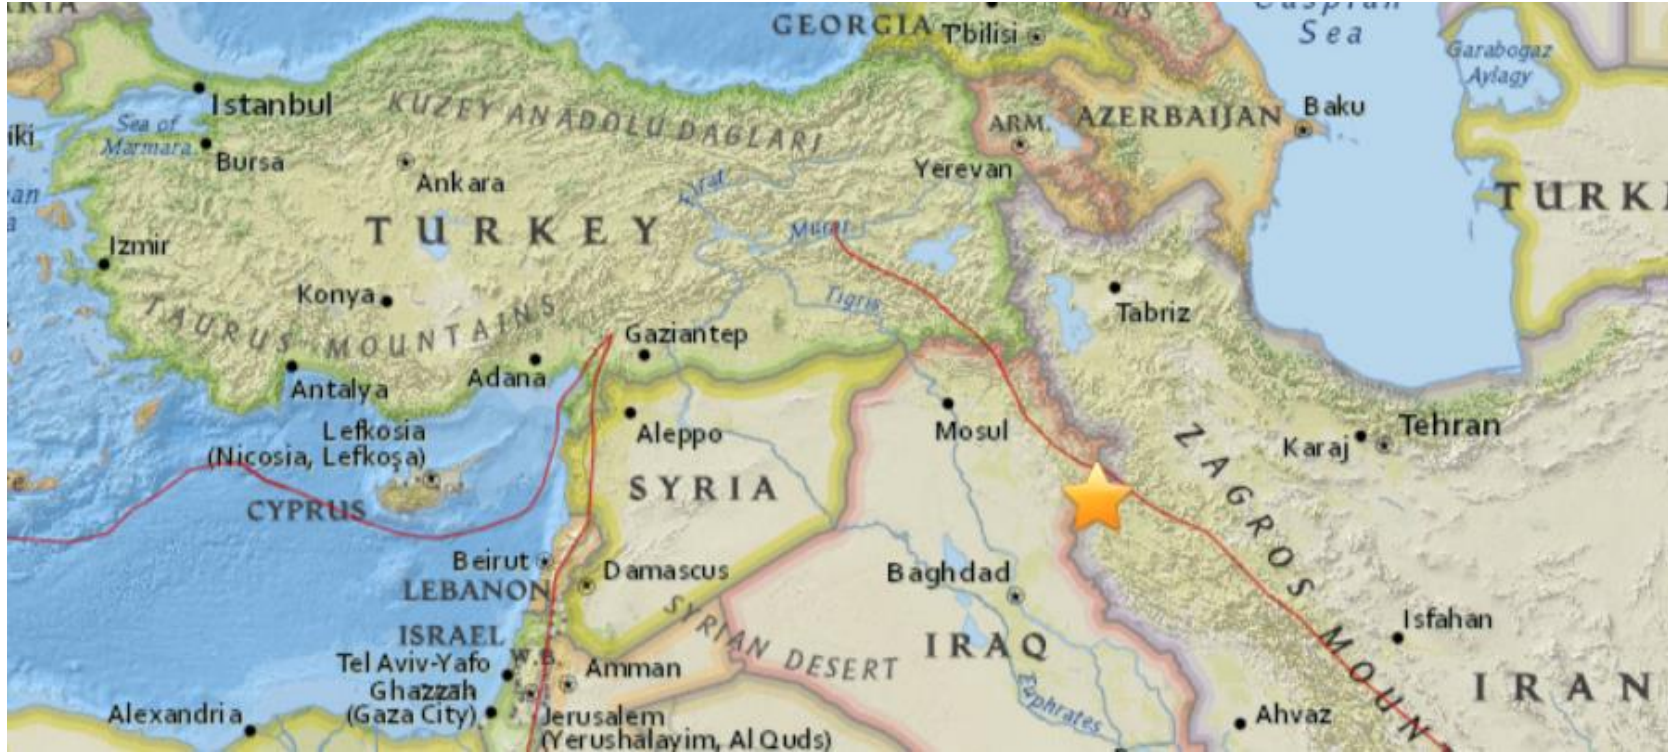 GEORGIA
Tbilisi
Caspian
Sea
Garabogaz
Aylagy
Istanbul
KUZEY ANADOLU DAGLARI
Sea of
Marmara
Bursa
Ankara
ARM.
AZERBAIJAN
Baku
Yerevan
Firat
TURKEY
Murat
Izmir
Konya
TAURUS MOUNTAINS
Tigris
Tabriz
Gaziantep
Adana
Antalya
Aleppo
Mosul
Karaj
Tehran
Lefkosia
(Nicosia, Lefkoşa)
CYPRUS
SYRIA
ZAGROS MOUN
Beirut
LEBANON
Damascus
Baghdad
ISRAEL
SYRIAN DESERT
IRAQ
Isfahan
Tel Aviv-Yafo
W.B.
Amman
Ghazzah
(Gaza City)
Euphrates
IRAN
Alexandria
Jerusalem
(Yerushalayim, Al Quds)
Ahvaz